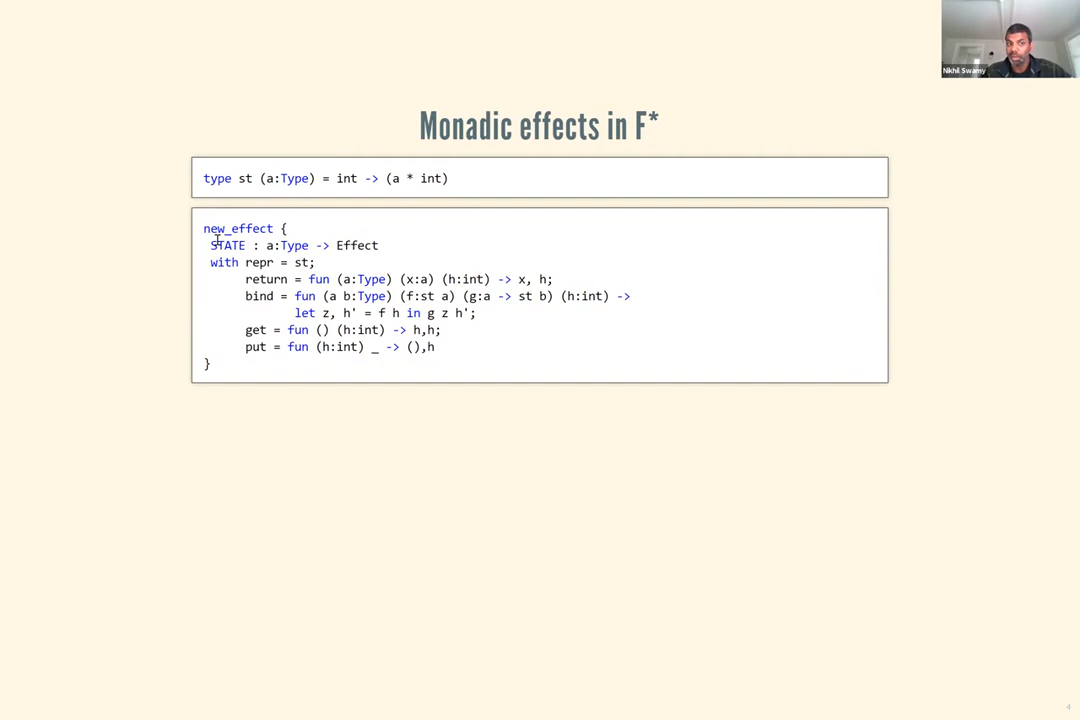 Nikhil Swamy
Monadic effects in F*
type st (a:Type) = int -> (a * int)
new_effect {
STATE : a:Type -> Effect
with repr = st;
return = fun (a:Type) (x:a) (h:int) -> x, h;
bind = fun (a b:Type) (f:st a) (g:a -> st b) (h:int) ->
let z, h' = f h in g z h';
get = fun () (h:int) -> h,h;
put = fun (h:int) _ -> (),h
}
4